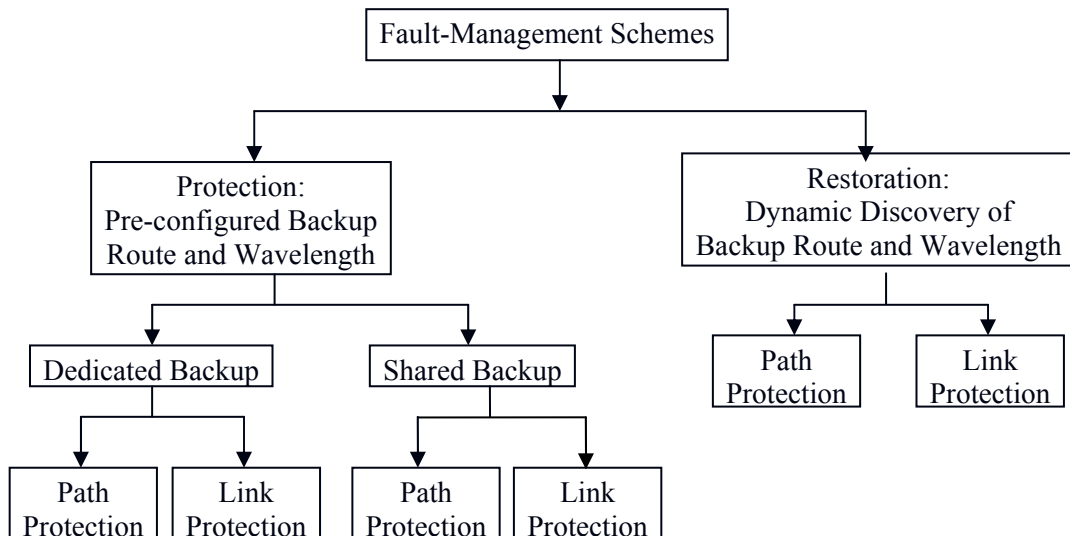 Fault-Management Schemes
Protection:
Pre-configured Backup
Route and Wavelength
Restoration:
Dynamic Discovery of
Backup Route and Wavelength
Dedicated Backup
Shared Backup
Path
Protection
Link
Protection
Path
Protection
Link
Protection
Path
Protection
Link
Protection